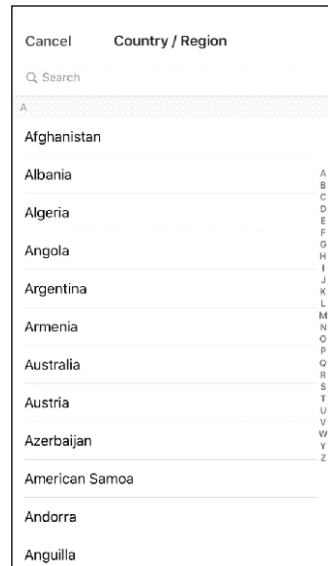 Cancel Country / Region
Search
A
Afghanistan
Albania
Algeria
Angola
Argentina
Armenia
Australia
Austria
Azerbaijan
American Samoa
Andorra
Anguilla
A
B
C
D
E
F
G
H
I
J
K
L
M
N
O
P
Q
R
S
T
U
V
W
Y
Z